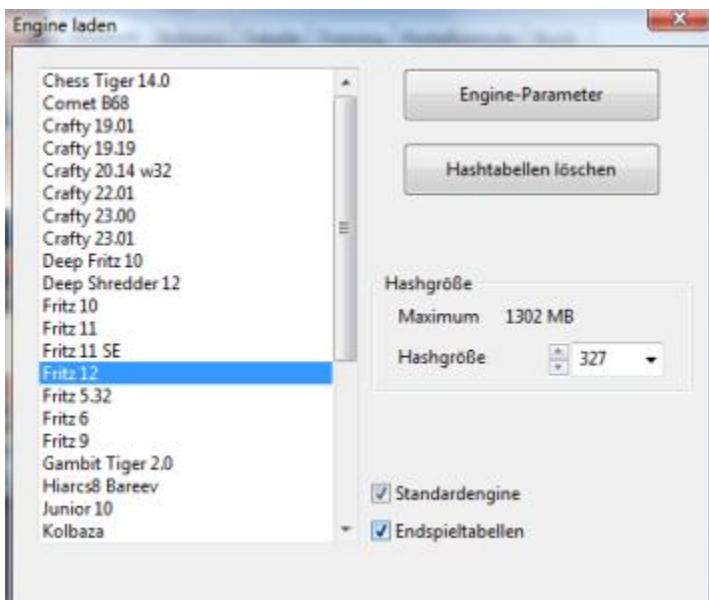 Engine laden
Chess Tiger 14.0
Comet B68
Crafty 19.01
Crafty 19.19
Crafty 20.14 w32
Crafty 22.01
Crafty 23.00
Crafty 23.01
Deep Fritz 10
Deep Shredder 12
Fritz 10
Fritz 11
Fritz 11 SE
Fritz 12
Fritz 5.32
Fritz 6
Fritz 9
Gambit Tiger 2.0
Hiarcs8 Bareev
Junior 10
Kolbaza
Engine-Parameter
Hashtabellen löschen
Hashgröße
Maximum 1302 MB
Hashgröße 327
Standardengine
Endspieltabellen